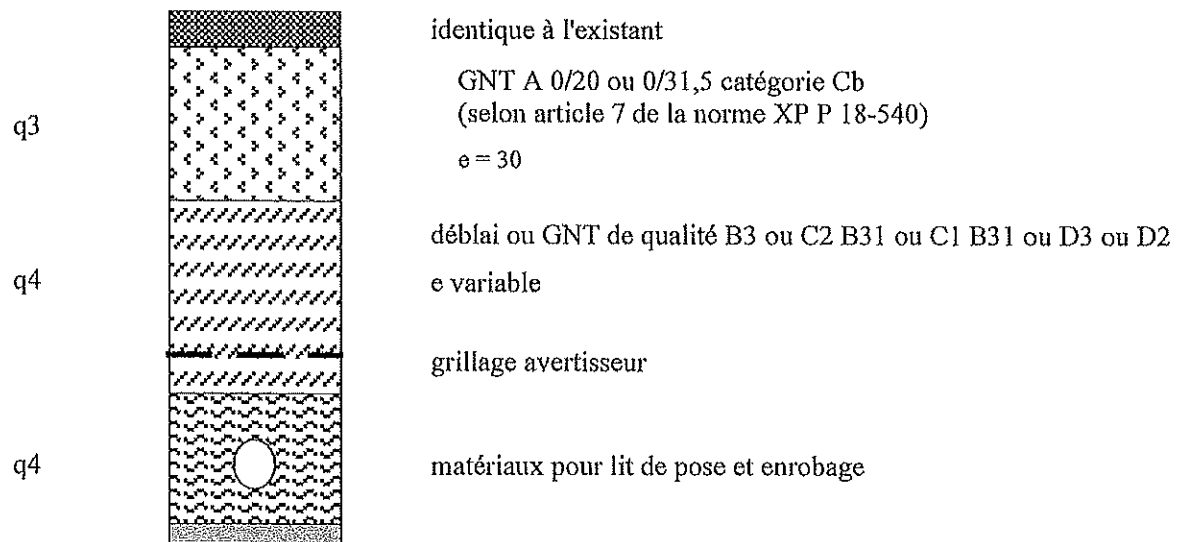 identique à l'existant
GNT A 0/20 ou 0/31,5 catégorie Cb
(selon article 7 de la norme XP P 18-540)
q3
e = 30
déblai ou GNT de qualité B3 ou C2 B31 ou C1 B31 ou D3 ou D2
q4
e variable
grillage avertisseur
q4
matériaux pour lit de pose et enrobage